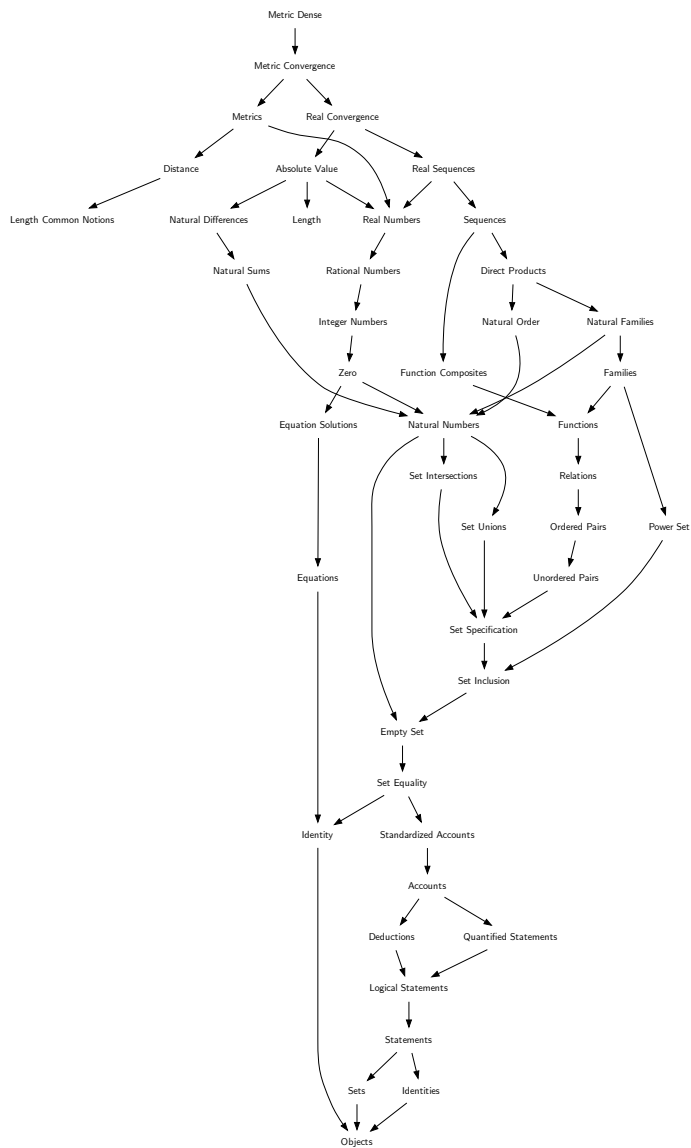 Metric Dense
Metric Convergence
Metrics
Real Convergence
Distance
Absolute Value
Real Sequences
Length Common Notions
Natural Differences
Length
Real Numbers
Sequences
Natural Sums
Rational Numbers
Direct Products
Integer Numbers
Natural Order
Natural Families
Zero
Function Composites
Families
Equation Solutions
Natural Numbers
Functions
Set Intersections
Relations
Set Unions
Ordered Pairs
Power Set
Equations
Unordered Pairs
Set Specification
Set Inclusion
Empty Set
Set Equality
Identity
Standardized Accounts
Accounts
Deductions
Quantified Statements
Logical Statements
Statements
Sets
Identities
Objects